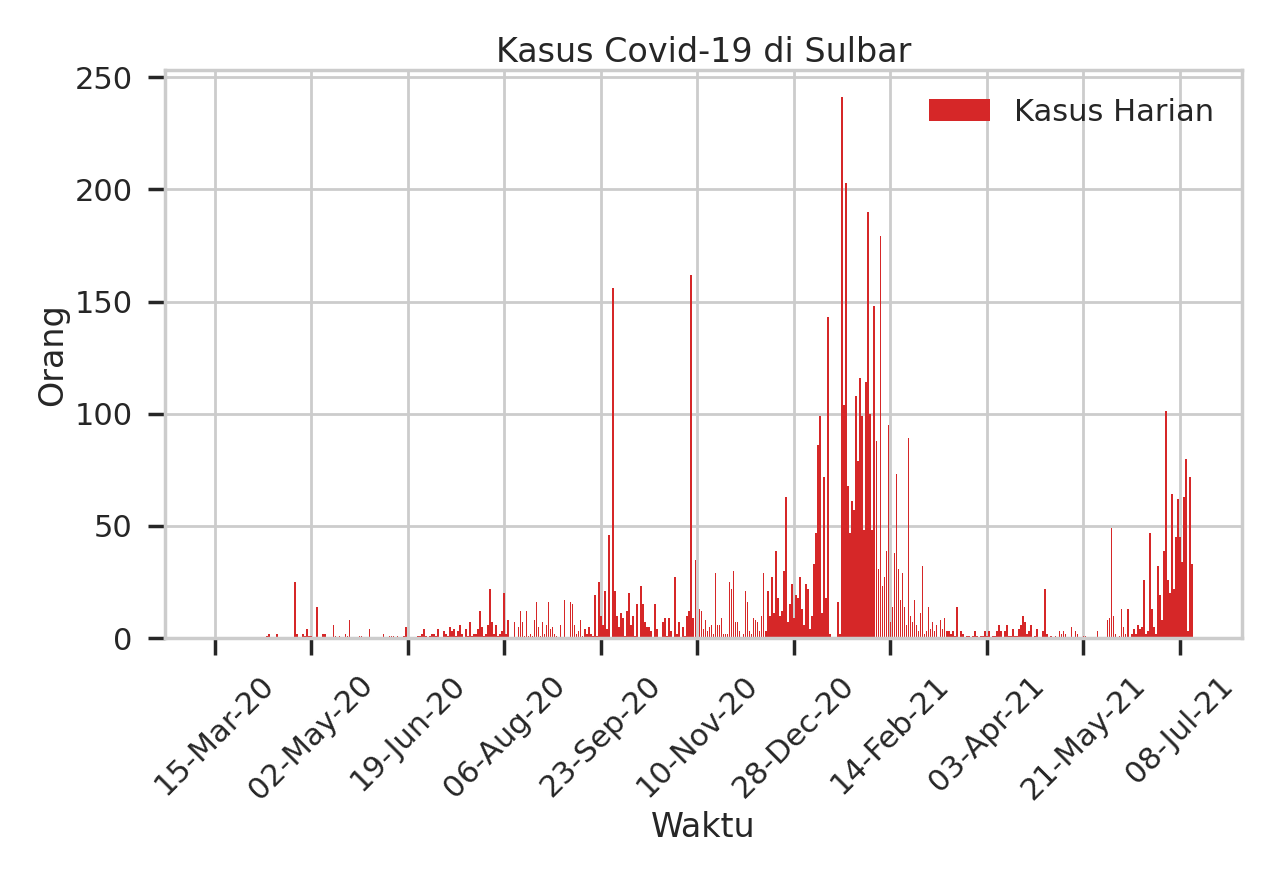 Kasus Covid-19 di Sulbar
Kasus Harian
Orang
250
200
150
100
50
0
15-Mar-20
02-May-20
19-Jun-20
06-Aug-20
23-Sep-20
10-Nov-20
28-Dec-20
14-Feb-21
03-Apr-21
21-May-21
08-Jul-21
Waktu